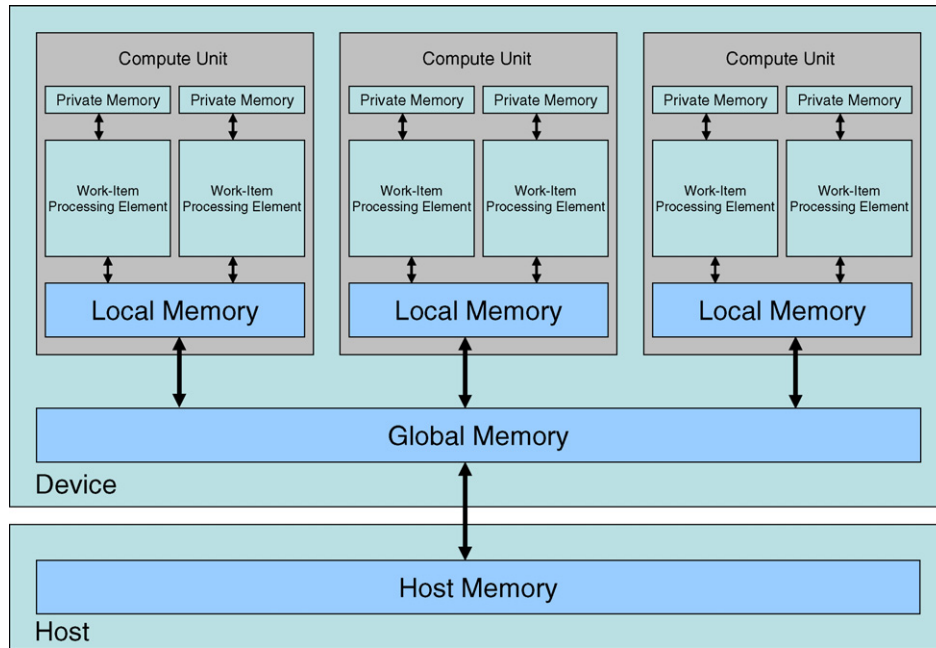 Compute Unit
Private Memory
Private Memory
Work-Item
Processing Element
Work-Item
Processing Element
Local Memory
Compute Unit
Private Memory
Private Memory
Work-Item
Processing Element
Work-Item
Processing Element
Local Memory
Compute Unit
Private Memory
Private Memory
Work-Item
Processing Element
Work-Item
Processing Element
Local Memory
Global Memory
Device
Host Memory
Host